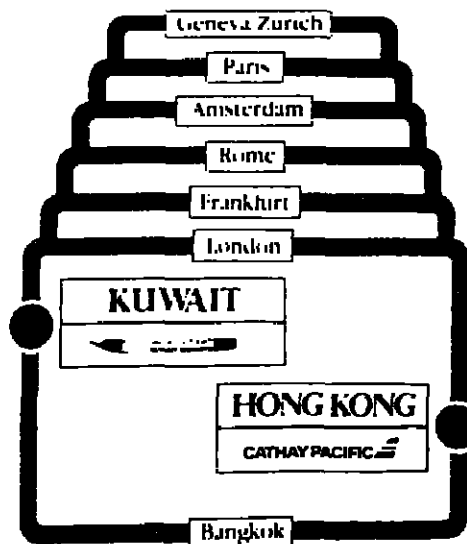 Geneva Zurich
Paris
Amsterdam
Rome
Frankfurt
London
KUWAIT
HONG KONG
CATHAY PACIFIC
Bangkok